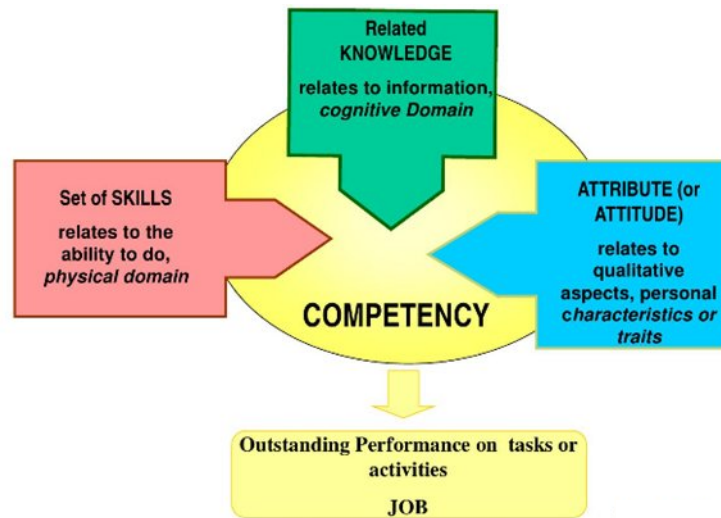 Related
KNOWLEDGE
relates to information,
cognitive Domain
Set of SKILLS
relates to the
ability to do,
physical domain
ATTRIBUTE (or
ATTITUDE)
relates to
qualitative
aspects, personal
characteristics or
traits
COMPETENCY
Outstanding Performance on tasks or
activities
JOB